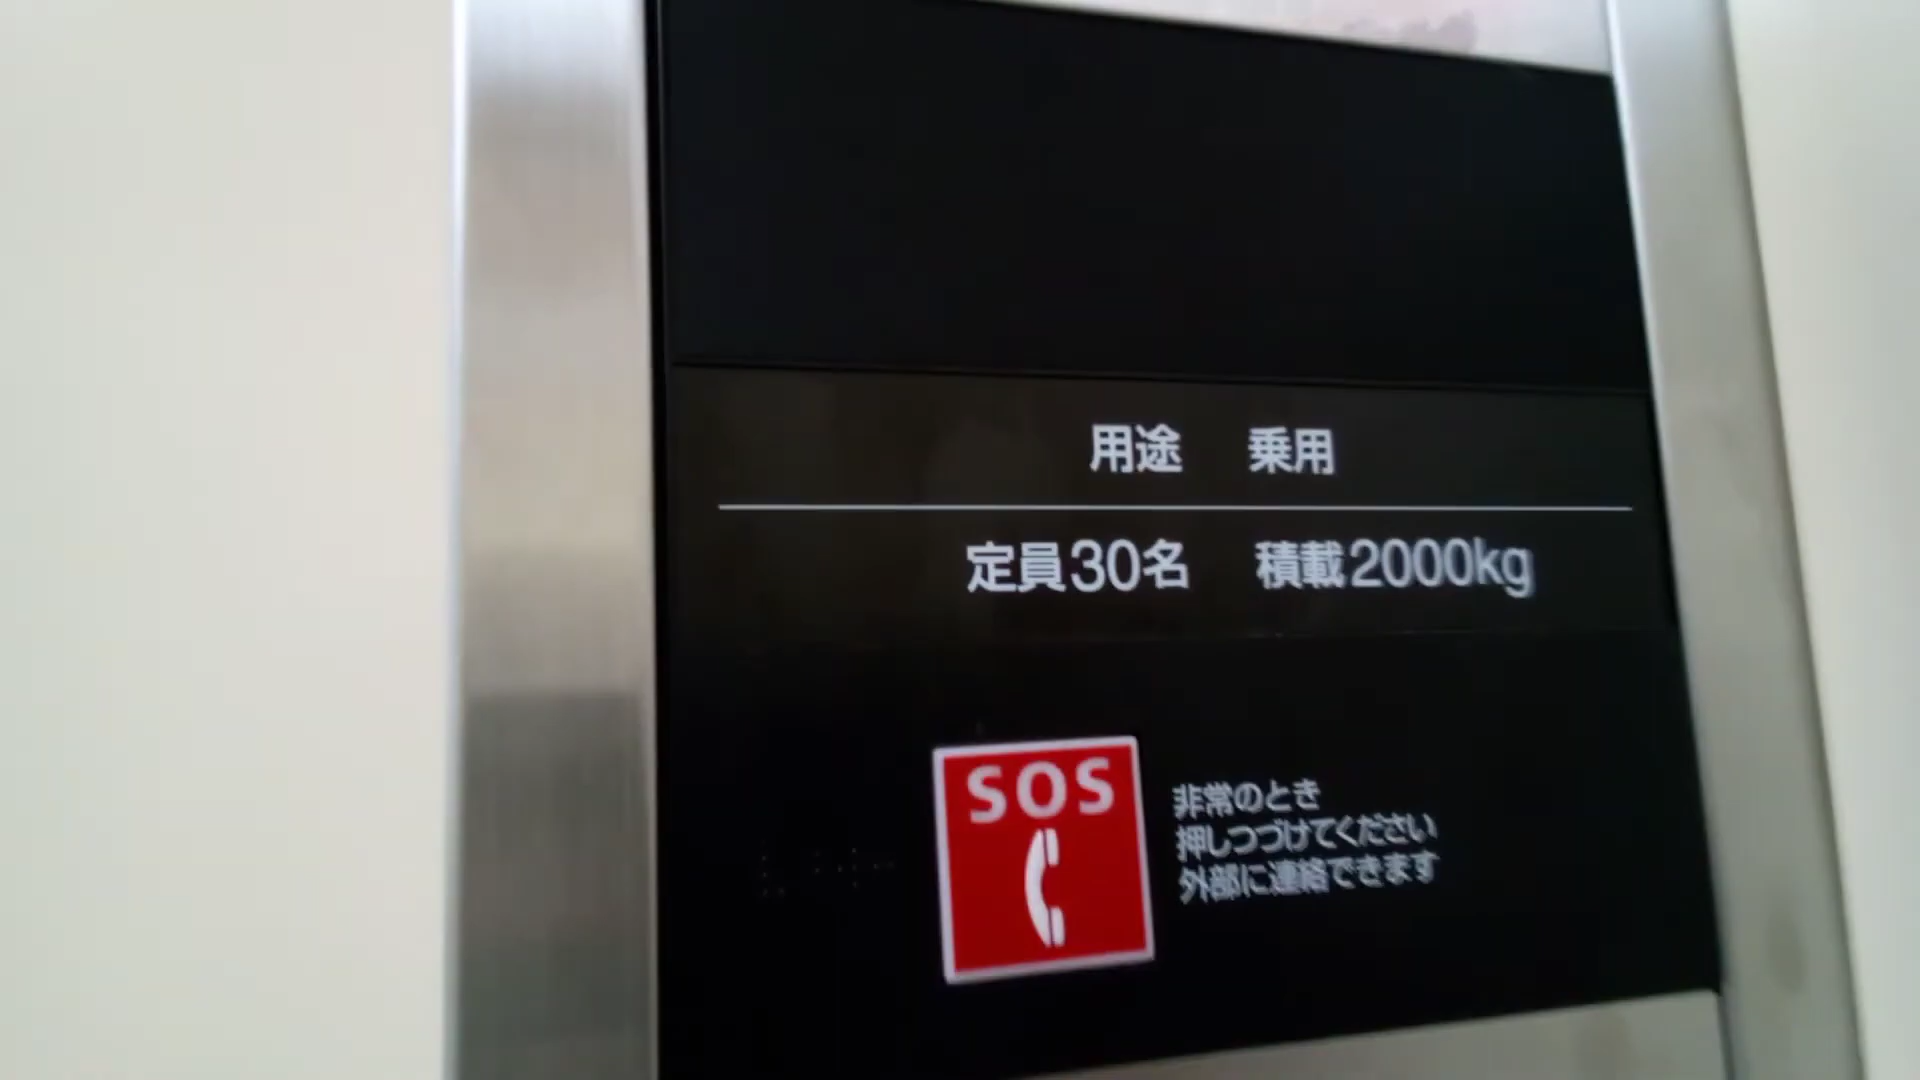 用途 乗用
定員30名 積載2000kg
SOS
非常のとき
押しつづけてください
外部に連絡できます